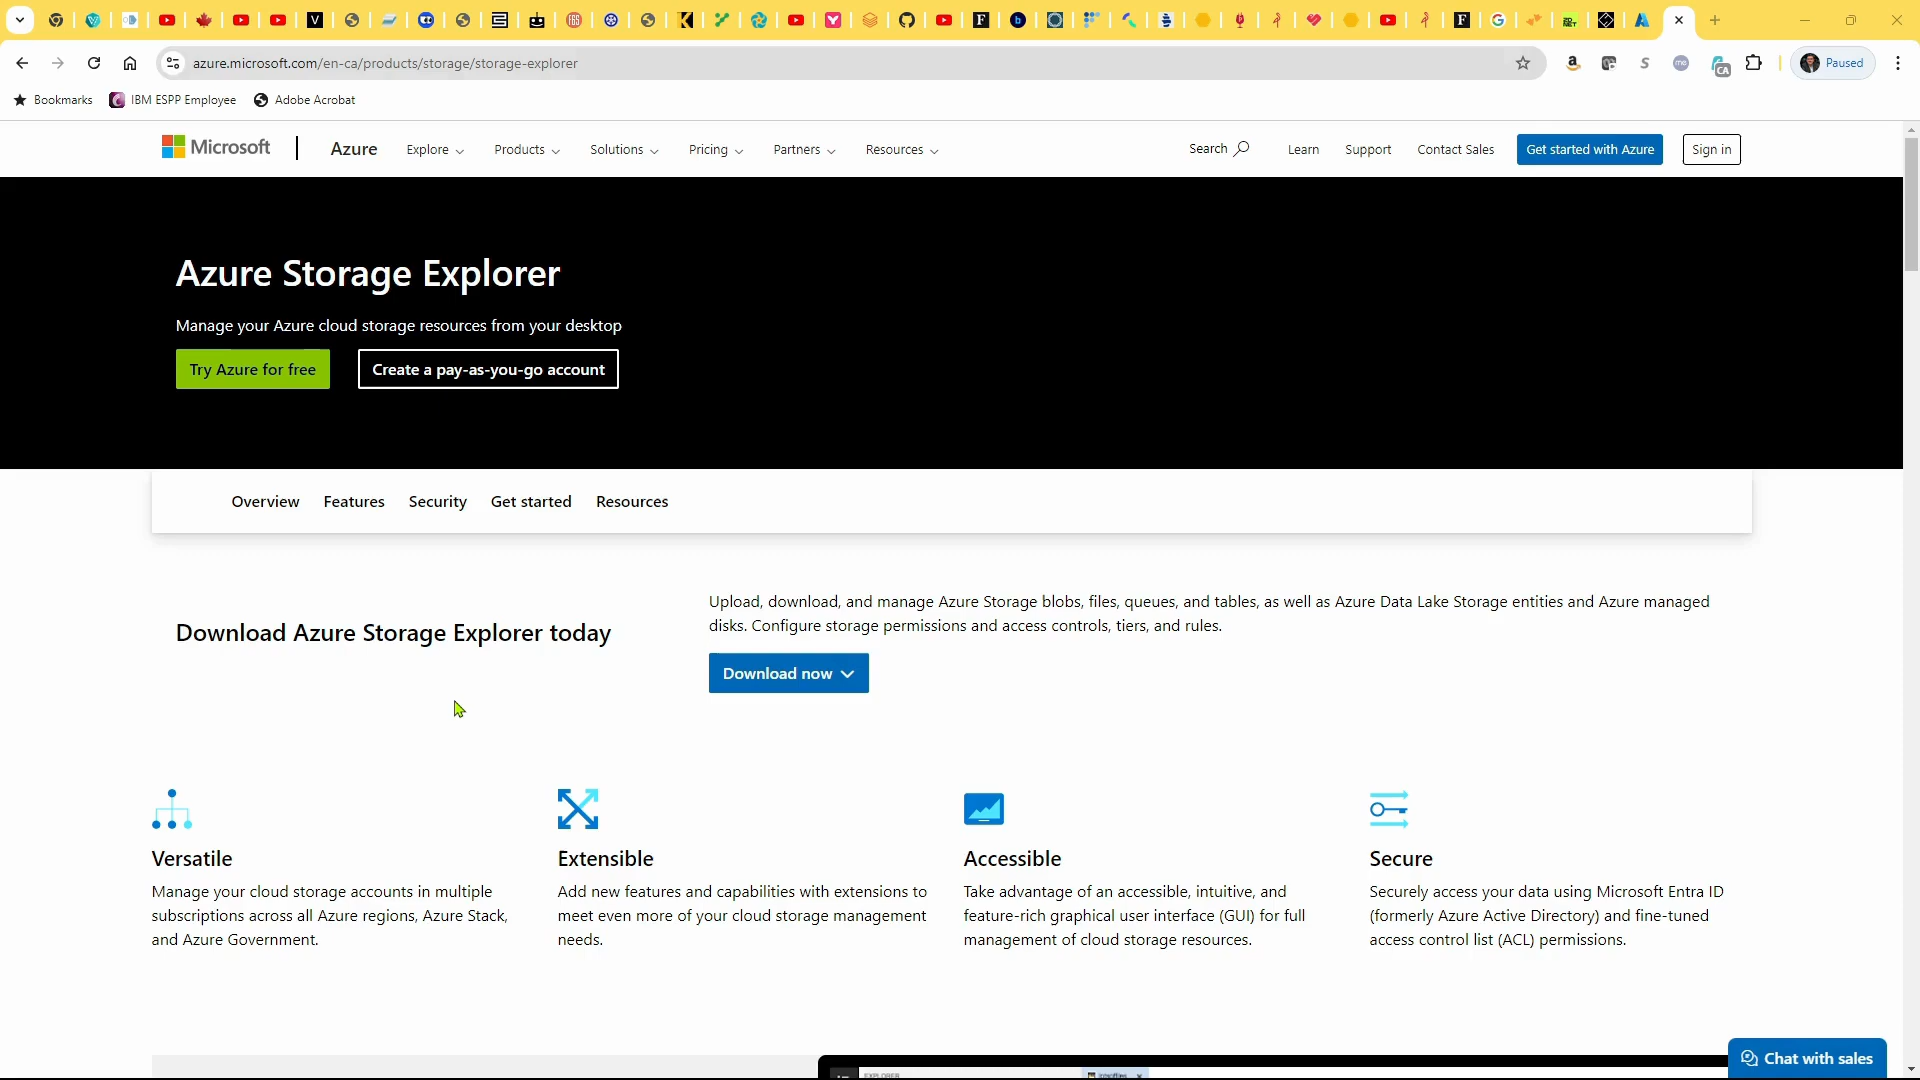 azure.microsoft.com/en-ca/products/storage/storage-explorer
Paused
Bookmarks
IBM ESPP Employee
Adobe Acrobat
Microsoft
Azure
Explore
Products
Solutions
Pricing
Partners
Resources
Search
Learn
Support
Contact Sales
Get started with Azure
Sign in
Azure Storage Explorer
Manage your Azure cloud storage resources from your desktop
Try Azure for free
Create a pay-as-you-go account
Overview
Features
Security
Get started
Resources
Download Azure Storage Explorer today
Upload, download, and manage Azure Storage blobs, files, queues, and tables, as well as Azure Data Lake Storage entities and Azure managed
disks. Configure storage permissions and access controls, tiers, and rules.
Download now
Versatile
Manage your cloud storage accounts in multiple
subscriptions across all Azure regions, Azure Stack,
and Azure Government.
Extensible
Add new features and capabilities with extensions to
meet even more of your cloud storage management
needs.
Accessible
Take advantage of an accessible, intuitive, and
feature-rich graphical user interface (GUI) for full
management of cloud storage resources.
Secure
Securely access your data using Microsoft Entra ID
(formerly Azure Active Directory) and fine-tuned
access control list (ACL) permissions.
EXPLORER
Chat with sales